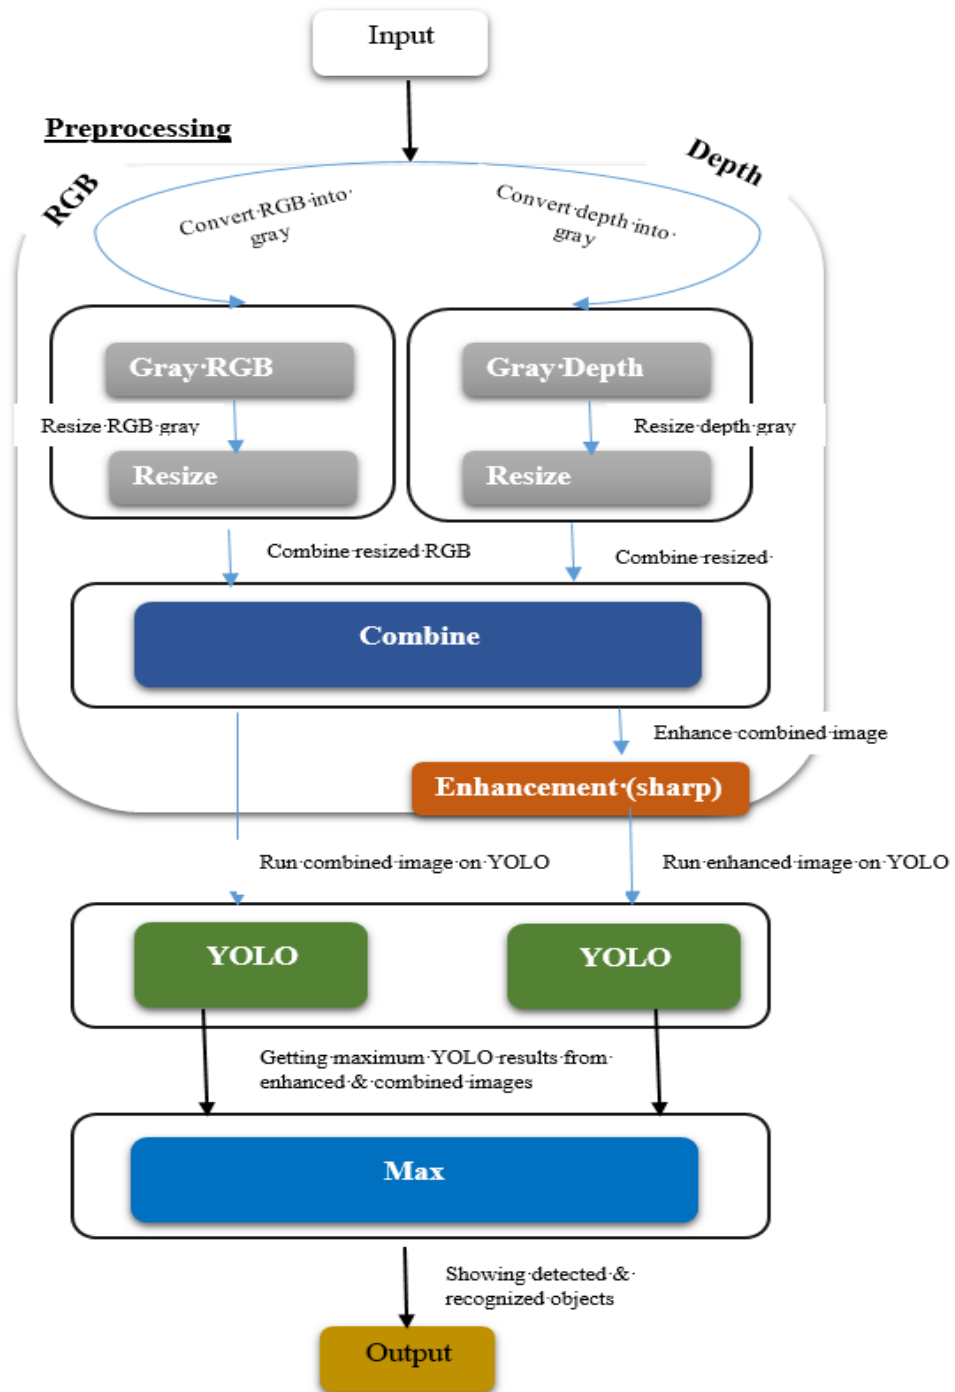 Input
Preprocessing
RGB
Depth
Convert·RGB·into·
gray
Convert·depth·into·
gray
Gray·RGB
Gray·Depth
Resize·RGB·gray
Resize·depth·gray
Resize
Resize
Combine·resized·RGB
Combine·resized·
Combine
Enhance·combined·image
Enhancement·(sharp)
Run·combined·image·on·YOLO
Run·enhanced·image·on·YOLO
YOLO
YOLO
Getting·maximum·YOLO·results·from·
enhanced·&·combined·images
Max
Showing·detected·&·
recognized·objects
Output